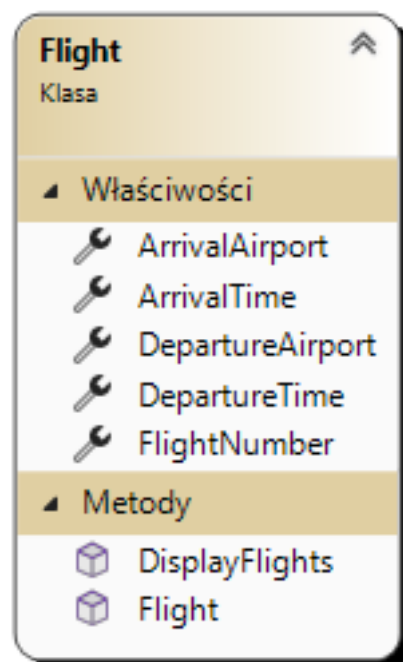 Flight
Klasa
Właściwości
ArrivalAirport
ArrivalTime
DepartureAirport
DepartureTime
FlightNumber
Metody
DisplayFlights
Flight